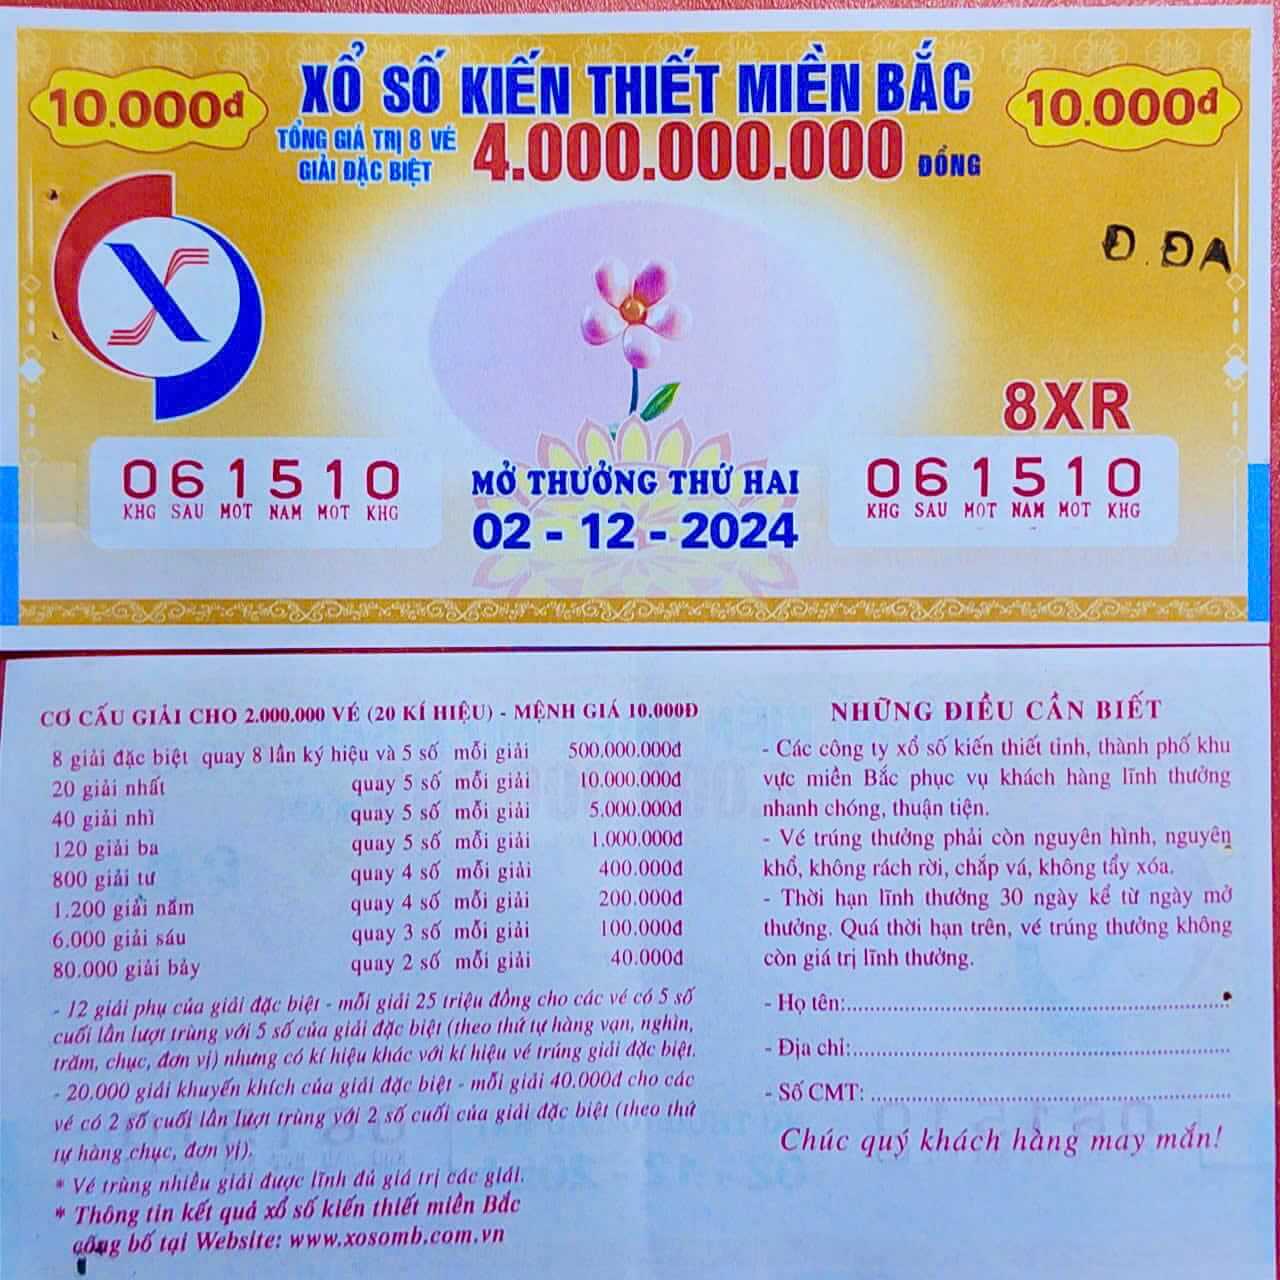 XỔ SỐ KIẾN THIẾT MIỀN BẮC
10.000đ
10.000đ
TỔNG GIÁ TRỊ 8 VÉ
GIẢI ĐẶC BIỆT
4.000.000.000 ĐỒNG
X
Đ.ĐA
8XR
061510
KHG SAU MOT NAM MOT KHG
MỞ THƯỞNG THỨ HAI
02 - 12 - 2024
061510
KHG SAU MOT NAM MOT KHG
CƠ CẤU GIẢI CHO 2.000.000 VÉ (20 KÍ HIỆU) - MỆNH GIÁ 10.000Đ
8 giải đặc biệt quay 8 lần ký hiệu và 5 số mỗi giải 500.000.000đ
20 giải nhất quay 5 số mỗi giải 10.000.000đ
40 giải nhì quay 5 số mỗi giải 5.000.000đ
120 giải ba quay 5 số mỗi giải 1.000.000đ
800 giải tư quay 4 số mỗi giải 400.000đ
1.200 giải năm quay 4 số mỗi giải 200.000đ
6.000 giải sáu quay 3 số mỗi giải 100.000đ
80.000 giải bảy quay 2 số mỗi giải 40.000đ
- 12 giải phụ của giải đặc biệt - mỗi giải 25 triệu đồng cho các vé có 5 số
cuối lần lượt trùng với 5 số của giải đặc biệt (theo thứ tự hàng vạn, nghìn,
trăm, chục, đơn vị) nhưng có kí hiệu khác với kí hiệu vé trúng giải đặc biệt.
- 20.000 giải khuyến khích của giải đặc biệt - mỗi giải 40.000đ cho các
vé có 2 số cuối lần lượt trùng với 2 số cuối của giải đặc biệt (theo thứ
tự hàng chục, đơn vị).
* Vé trùng nhiều giải được lĩnh đủ giá trị các giải.
* Thông tin kết quả xổ số kiến thiết miền Bắc
công bố tại Website: www.xosomb.com.vn
NHỮNG ĐIỀU CẦN BIẾT
- Các công ty xổ số kiến thiết tỉnh, thành phố khu
vực miền Bắc phục vụ khách hàng lĩnh thưởng
nhanh chóng, thuận tiện.
- Vé trúng thưởng phải còn nguyên hình, nguyên
khổ, không rách rời, chắp vá, không tẩy xóa.
- Thời hạn lĩnh thưởng 30 ngày kể từ ngày mở
thưởng. Quá thời hạn trên, vé trúng thưởng không
còn giá trị lĩnh thưởng.
- Họ tên:
- Địa chỉ:
- Số CMT:
Chúc quý khách hàng may mắn!